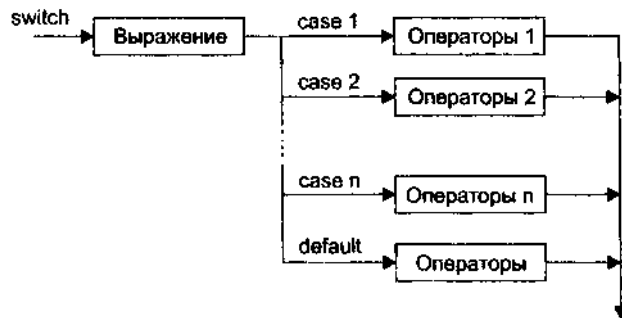 switch
Выражение
case 1
Операторы 1
case 2
Операторы 2
case n
Операторы n
default
Операторы